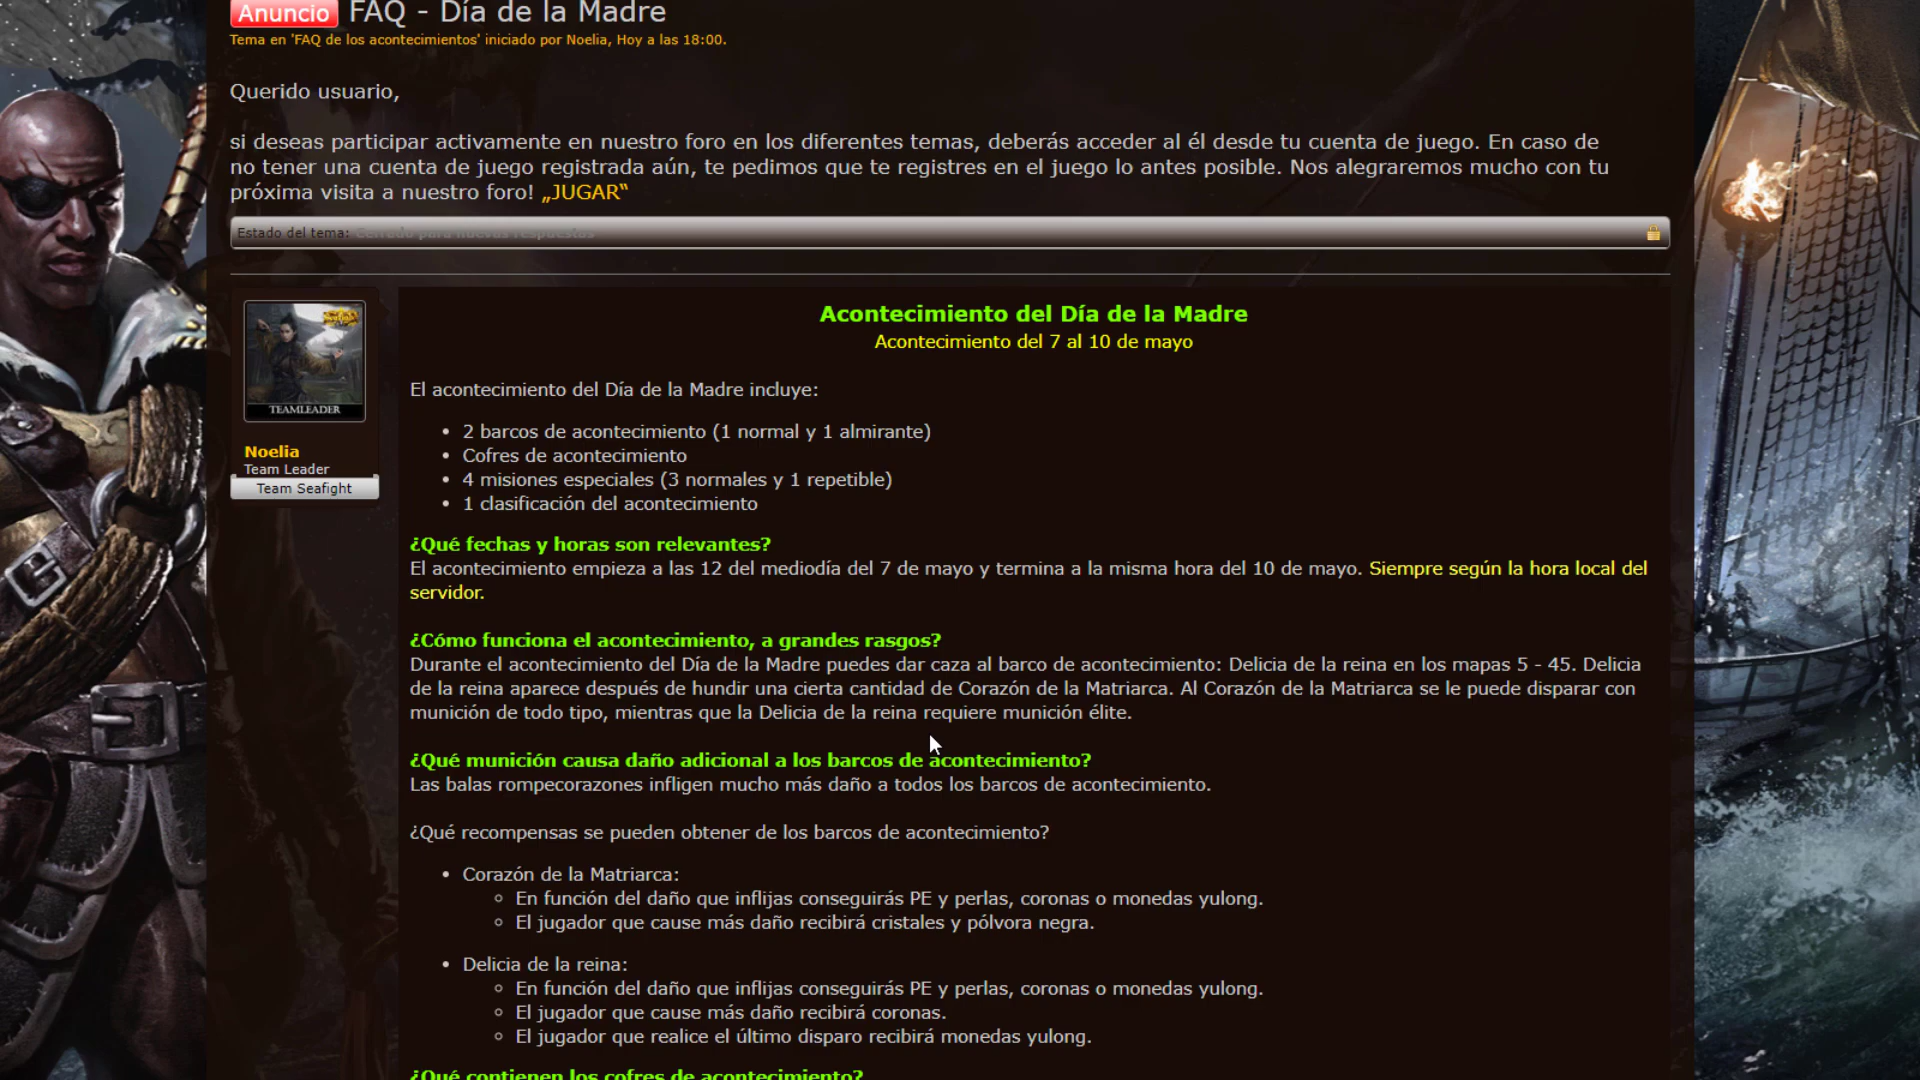 Anuncio FAQ - Día de la Madre
Tema en 'FAQ de los acontecimientos' iniciado por Noelia, Hoy a las 18:00.
Querido usuario,
si deseas participar activamente en nuestro foro en los diferentes temas, deberás acceder al él desde tu cuenta de juego. En caso de
no tener una cuenta de juego registrada aún, te pedimos que te registres en el juego lo antes posible. Nos alegraremos mucho con tu
próxima visita a nuestro foro! „JUGAR“
Estado del tema: Cerrado para nuevas respuestas
TEAMLEADER
Noelia
Team Leader
Team Seafight
Acontecimiento del Día de la Madre
Acontecimiento del 7 al 10 de mayo
El acontecimiento del Día de la Madre incluye:
• 2 barcos de acontecimiento (1 normal y 1 almirante)
• Cofres de acontecimiento
• 4 misiones especiales (3 normales y 1 repetible)
• 1 clasificación del acontecimiento
¿Qué fechas y horas son relevantes?
El acontecimiento empieza a las 12 del mediodía del 7 de mayo y termina a la misma hora del 10 de mayo. Siempre según la hora local del
servidor.
¿Cómo funciona el acontecimiento, a grandes rasgos?
Durante el acontecimiento del Día de la Madre puedes dar caza al barco de acontecimiento: Delicia de la reina en los mapas 5 - 45. Delicia
de la reina aparece después de hundir una cierta cantidad de Corazón de la Matriarca. Al Corazón de la Matriarca se le puede disparar con
munición de todo tipo, mientras que la Delicia de la reina requiere munición élite.
¿Qué munición causa daño adicional a los barcos de acontecimiento?
Las balas rompecorazones infligen mucho más daño a todos los barcos de acontecimiento.
¿Qué recompensas se pueden obtener de los barcos de acontecimiento?
• Corazón de la Matriarca:
◦ En función del daño que inflijas conseguirás PE y perlas, coronas o monedas yulong.
◦ El jugador que cause más daño recibirá cristales y pólvora negra.
• Delicia de la reina:
◦ En función del daño que inflijas conseguirás PE y perlas, coronas o monedas yulong.
◦ El jugador que cause más daño recibirá coronas.
◦ El jugador que realice el último disparo recibirá monedas yulong.
¿Qué contienen los cofres de acontecimiento?